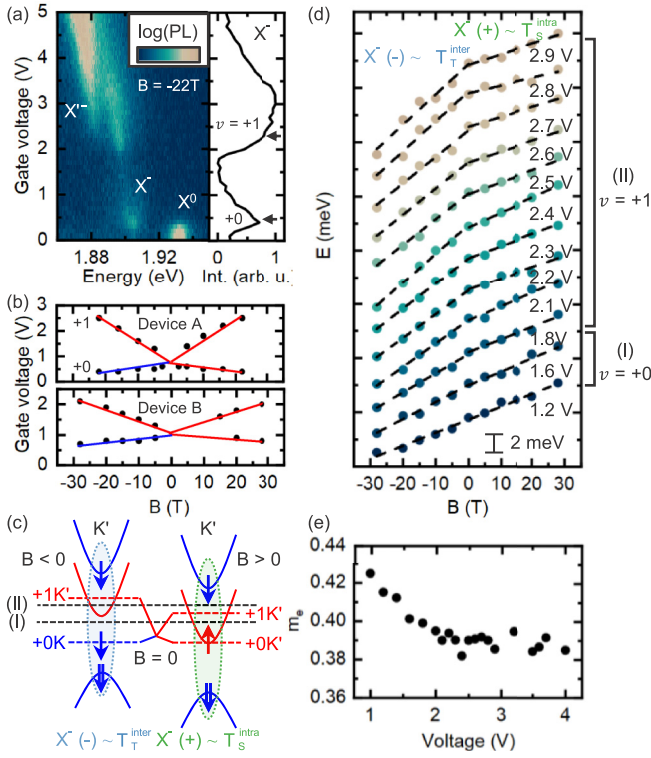 (a)
log(PL)
B = -22T
X'⁻
X⁻
X⁰
Gate voltage (V)
5
4
3
2
1
0
1.88
1.92
Energy (eV)
X⁻
ν = +1
+0
0
1
Int. (arb. u.)
(b)
Gate voltage (V)
3
2
1
0
+1
+0
Device A
2
1
0
Device B
-30
-20
-10
0
10
20
30
B (T)
(c)
K'
K'
B < 0
B > 0
+1K'
(II)
(I)
+0K
B = 0
+1K'
+0K'
X⁻ (-) ~ T_T^inter
X⁻ (+) ~ T_S^intra
(d)
X⁻ (+) ~ T_S^intra
X⁻ (-) ~ T_T^inter
E (meV)
2.9 V
2.8 V
2.7 V
2.6 V
2.5 V
2.4 V
2.3 V
2.2 V
2.1 V
1.8V
1.6 V
1.2 V
2 meV
(II)
ν = +1
(I)
ν = +0
-30
-20
-10
0
10
20
30
B (T)
(e)
mₑ
0.44
0.42
0.40
0.38
0.36
1
2
3
4
Voltage (V)